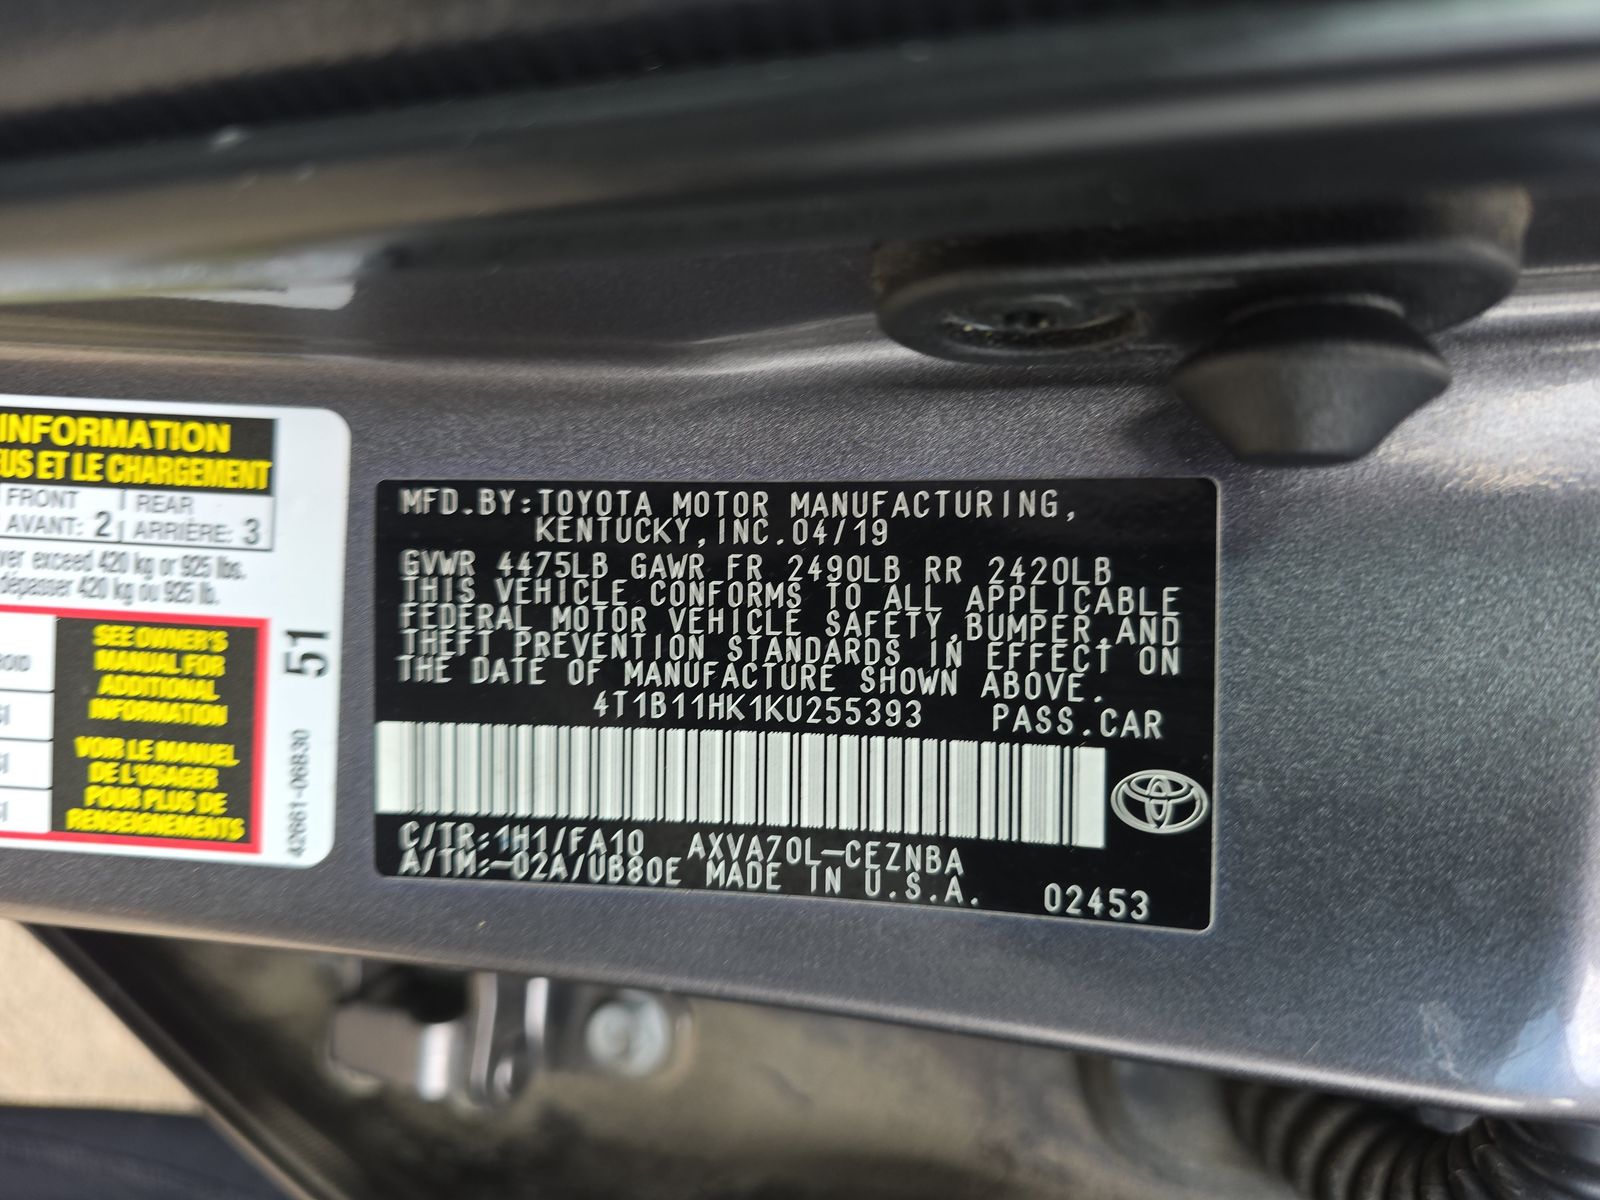 INFORMATION
EUS ET LE CHARGEMENT
FRONT REAR
AVANT: 2 ARRIÈRE: 3
exceed 420 kg or 925 lbs.
dépasser 420 kg ou 925 lb.
SEE OWNER'S
MANUAL FOR
ADDITIONAL
INFORMATION
VOIR LE MANUEL
DE L'USAGER
POUR PLUS DE
RENSEIGNEMENTS
51
42661-06B30
MFD.BY:TOYOTA MOTOR MANUFACTURING,
KENTUCKY,INC.04/19
GVWR 4475LB GAWR FR 2490LB RR 2420LB
THIS VEHICLE CONFORMS TO ALL APPLICABLE
FEDERAL MOTOR VEHICLE SAFETY,BUMPER,AND
THEFT PREVENTION STANDARDS IN EFFECT ON
THE DATE OF MANUFACTURE SHOWN ABOVE.
4T1B11HK1KU255393 PASS.CAR
C/TR:1H1/FA10 AXVA70L-CEZNBA
A/TM:-02A/UB80E MADE IN U.S.A. 02453